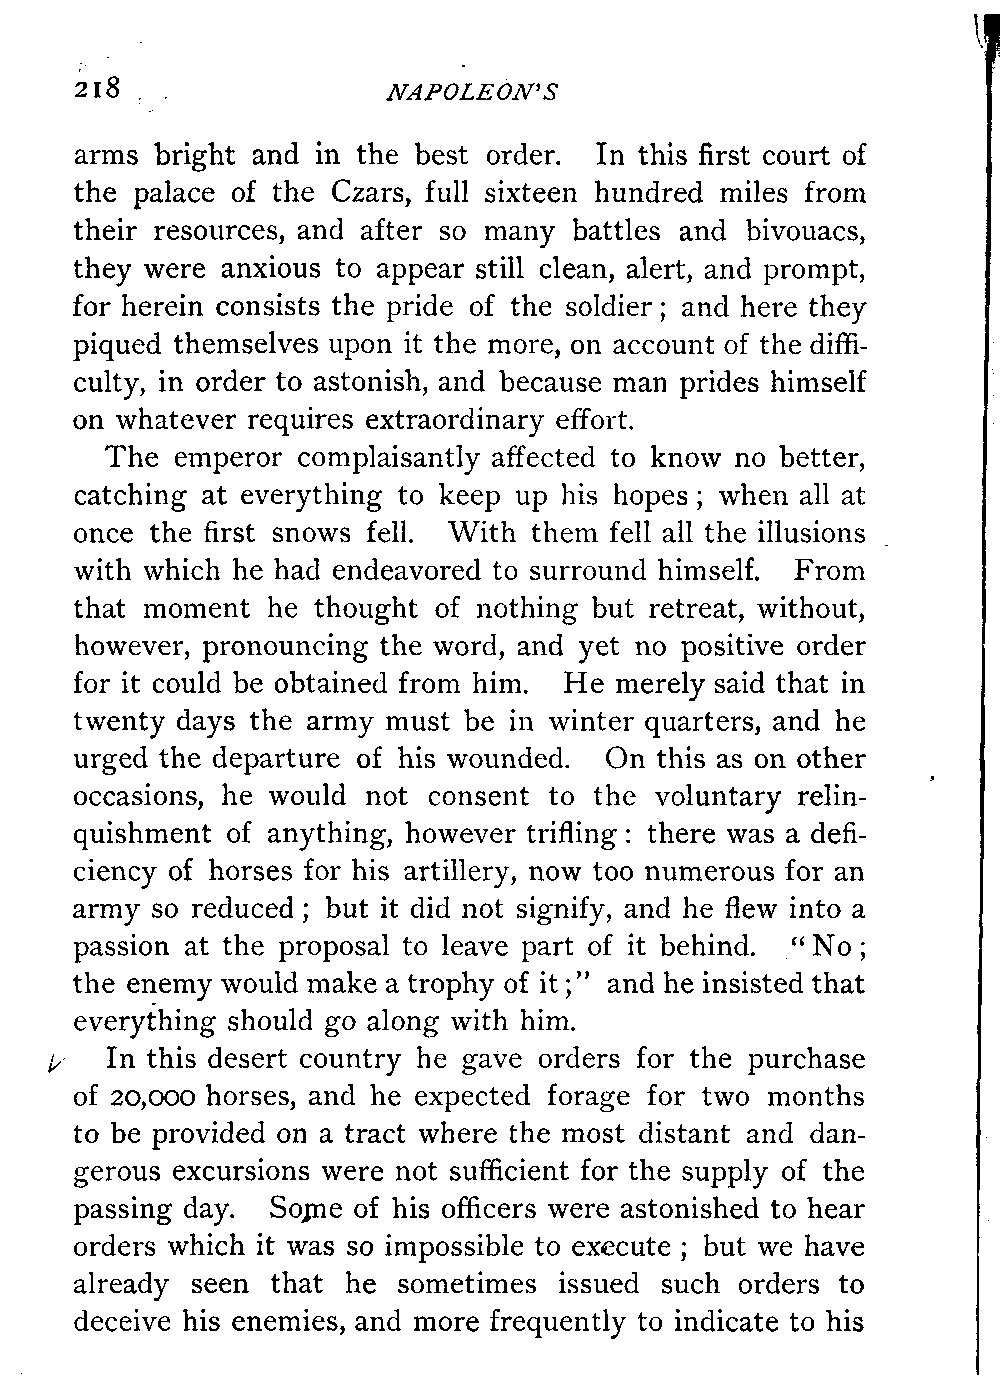 218 NAPOLEON'S
arms bright and in the best order. In this first court of
the palace of the Czars, full sixteen hundred miles from
their resources, and after so many battles and bivouacs,
they were anxious to appear still clean, alert, and prompt,
for herein consists the pride of the soldier; and here they
piqued themselves upon it the more, on account of the diffi-
culty, in order to astonish, and because man prides himself
on whatever requires extraordinary effort.
The emperor complaisantly affected to know no better,
catching at everything to keep up his hopes; when all at
once the first snows fell. With them fell all the illusions
with which he had endeavored to surround himself. From
that moment he thought of nothing but retreat, without,
however, pronouncing the word, and yet no positive order
for it could be obtained from him. He merely said that in
twenty days the army must be in winter quarters, and he
urged the departure of his wounded. On this as on other
occasions, he would not consent to the voluntary relin-
quishment of anything, however trifling: there was a defi-
ciency of horses for his artillery, now too numerous for an
army so reduced; but it did not signify, and he flew into a
passion at the proposal to leave part of it behind. "No;
the enemy would make a trophy of it;" and he insisted that
everything should go along with him.
In this desert country he gave orders for the purchase
of 20,000 horses, and he expected forage for two months
to be provided on a tract where the most distant and dan-
gerous excursions were not sufficient for the supply of the
passing day. Some of his officers were astonished to hear
orders which it was so impossible to execute; but we have
already seen that he sometimes issued such orders to
deceive his enemies, and more frequently to indicate to his